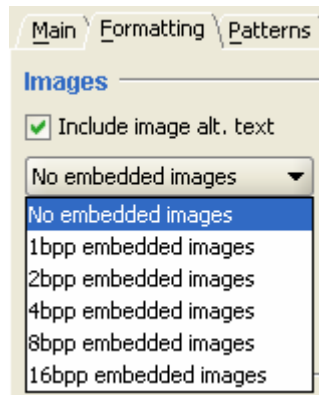 Main Formatting Patterns
Images
Include image alt. text
No embedded images
No embedded images
1bpp embedded images
2bpp embedded images
4bpp embedded images
8bpp embedded images
16bpp embedded images